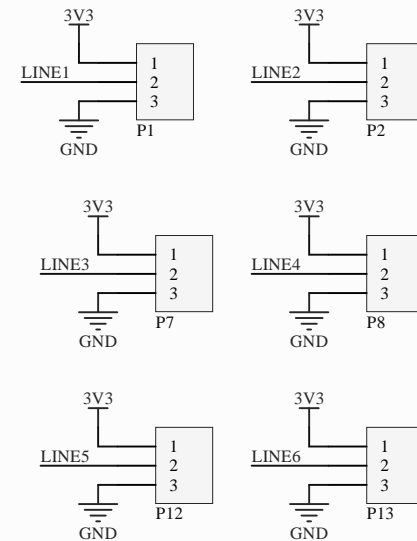 3V3 3V3
1 1
LINE1 2 LINE2 2
3 3
P1 P2
GND GND
3V3 3V3
1 1
LINE3 2 LINE4 2
3 3
P7 P8
GND GND
3V3 3V3
1 1
LINE5 2 LINE6 2
3 3
P12 P13
GND GND